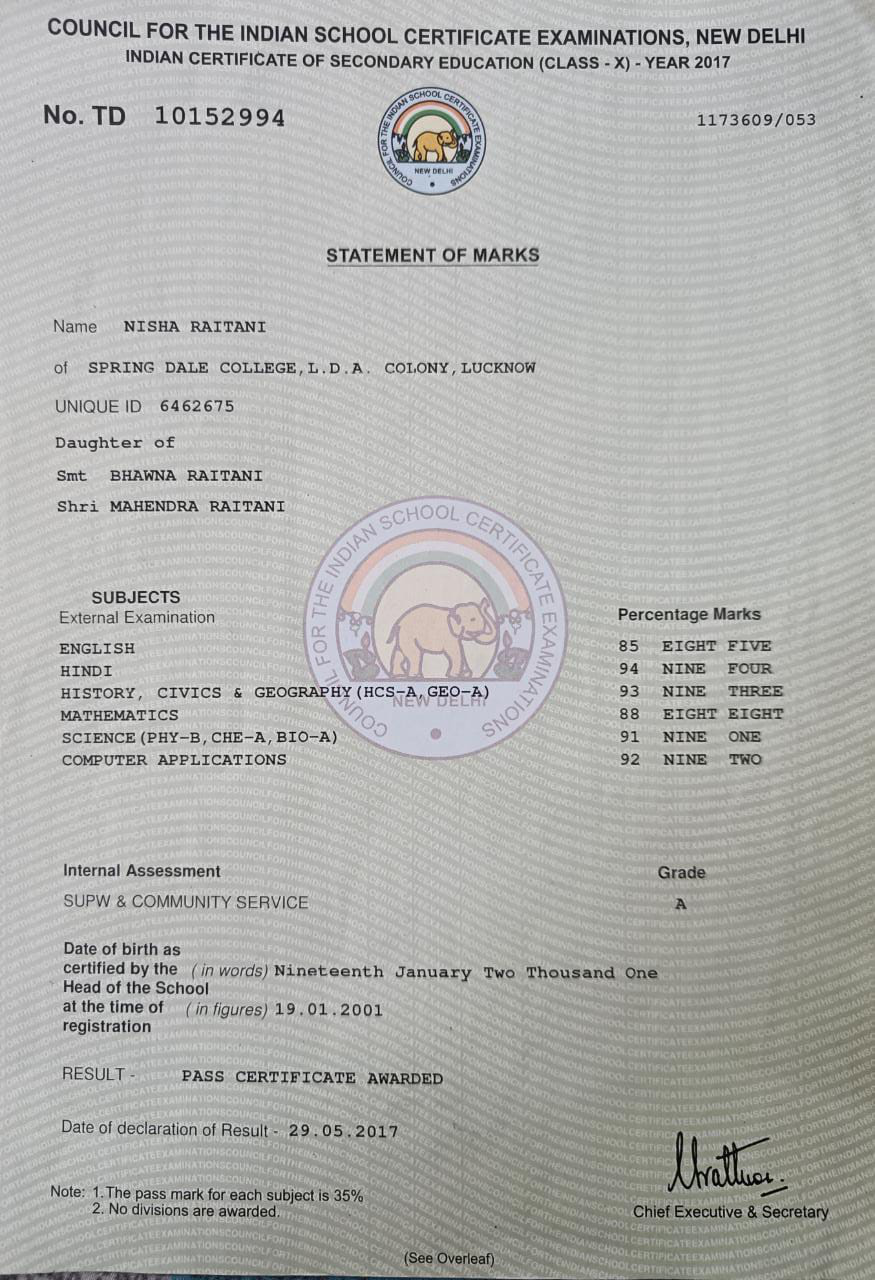 COUNCIL FOR THE INDIAN SCHOOL CERTIFICATE EXAMINATIONS, NEW DELHI
INDIAN CERTIFICATE OF SECONDARY EDUCATION (CLASS - X) - YEAR 2017
No. TD 10152994
1173609/053
COUNCIL FOR THE INDIAN SCHOOL CERTIFICATE EXAMINATIONS
NEW DELHI
STATEMENT OF MARKS
Name NISHA RAITANI
of SPRING DALE COLLEGE,L.D.A. COLONY,LUCKNOW
UNIQUE ID 6462675
Daughter of
Smt BHAWNA RAITANI
Shri MAHENDRA RAITANI
COUNCIL FOR THE INDIAN SCHOOL CERTIFICATE EXAMINATIONS
NEW DELHI
SUBJECTS
External Examination Percentage Marks
ENGLISH 85 EIGHT FIVE
HINDI 94 NINE FOUR
HISTORY, CIVICS & GEOGRAPHY(HCS-A,GEO-A) 93 NINE THREE
MATHEMATICS 88 EIGHT EIGHT
SCIENCE(PHY-B,CHE-A,BIO-A) 91 NINE ONE
COMPUTER APPLICATIONS 92 NINE TWO
Internal Assessment Grade
SUPW & COMMUNITY SERVICE A
Date of birth as
certified by the (in words) Nineteenth January Two Thousand One
Head of the School
at the time of (in figures) 19.01.2001
registration
RESULT - PASS CERTIFICATE AWARDED
Date of declaration of Result - 29.05.2017
Note: 1. The pass mark for each subject is 35%
2. No divisions are awarded.
Chief Executive & Secretary
(See Overleaf)